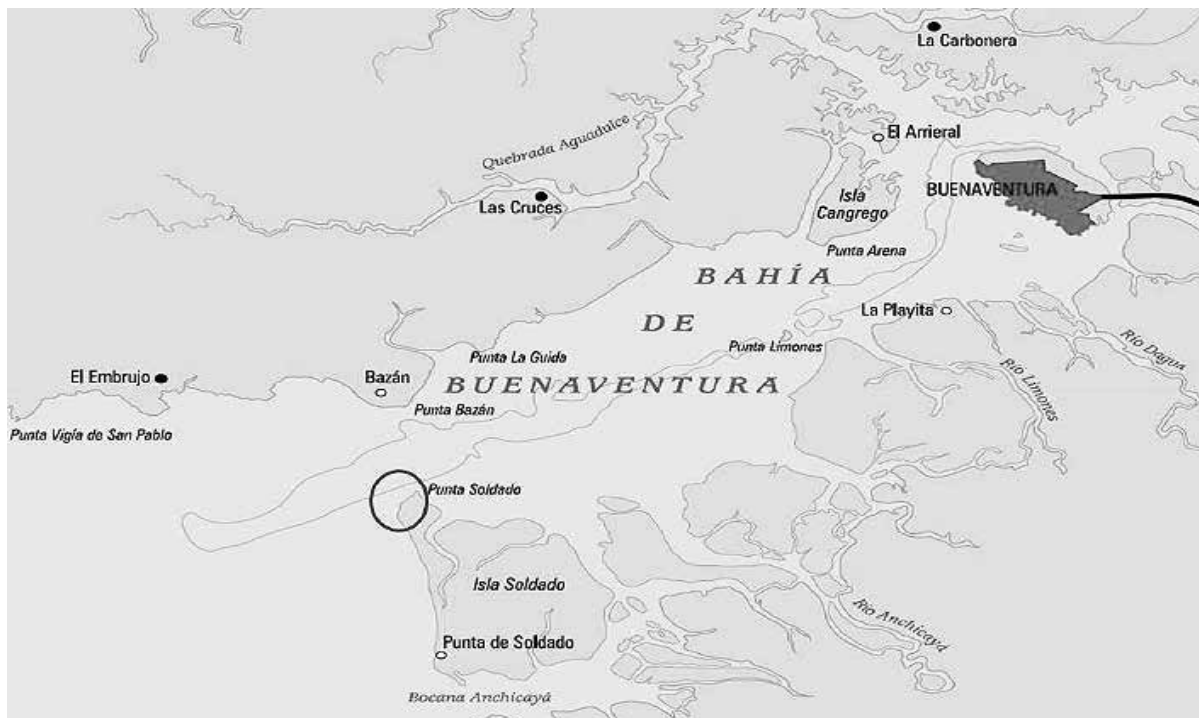 La Carbonera
El Arrieral
Quebrada Aguadulce
BUENAVENTURA
Las Cruces
Isla
Cangrego
Punta Arena
BAHÍA
DE
BUENAVENTURA
La Playita
Punta Limones
Río Dagua
Río Limones
Punta La Guida
El Embrujo
Bazán
Punta Bazán
Punta Vigía de San Pablo
Punta Soldado
Isla Soldado
Río Anchicayá
Punta de Soldado
Bocana Anchicayá